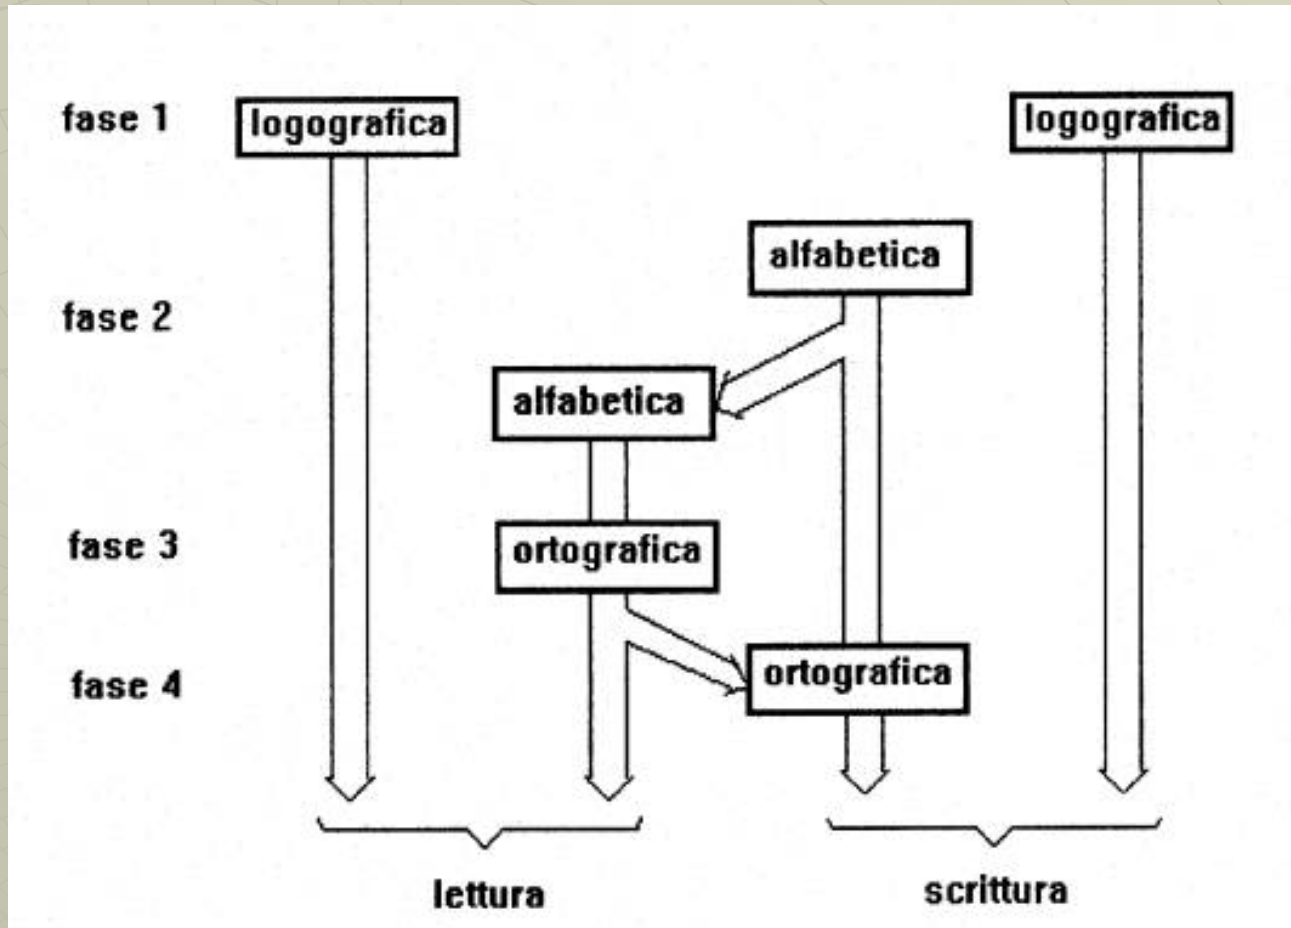 fase 1 logografica logografica
alfabetica
fase 2
alfabetica
fase 3 ortografica
fase 4 ortografica
lettura scrittura